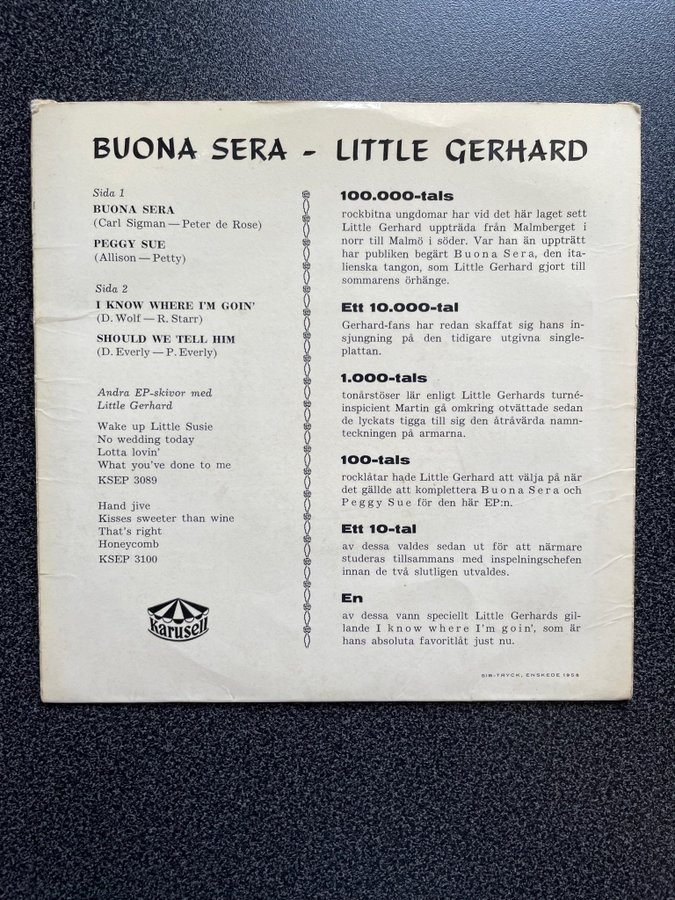 BUONA SERA - LITTLE GERHARD
Sida 1
BUONA SERA
(Carl Sigman — Peter de Rose)
PEGGY SUE
(Allison — Petty)
Sida 2
I KNOW WHERE I'M GOIN'
(D. Wolf — R. Starr)
SHOULD WE TELL HIM
(D. Everly — P. Everly)
Andra EP-skivor med
Little Gerhard
Wake up Little Susie
No wedding today
Lotta lovin'
What you've done to me
KSEP 3089
Hand jive
Kisses sweeter than wine
That's right
Honeycomb
KSEP 3100
Karusell
100.000-tals
rockbitna ungdomar har vid det här laget sett
Little Gerhard uppträda från Malmberget i
norr till Malmö i söder. Var han än uppträtt
har publiken begärt Buona Sera, den ita-
lienska tangon, som Little Gerhard gjort till
sommarens örhänge.
Ett 10.000-tal
Gerhard-fans har redan skaffat sig hans in-
sjungning på den tidigare utgivna single-
plattan.
1.000-tals
tonårstöser lär enligt Little Gerhards turné-
inspicient Martin gå omkring otvättade sedan
de lyckats tigga till sig den åtråvärda namn-
teckningen på armarna.
100-tals
rocklåtar hade Little Gerhard att välja på när
det gällde att komplettera Buona Sera och
Peggy Sue för den här EP:n.
Ett 10-tal
av dessa valdes sedan ut för att närmare
studeras tillsammans med inspelningschefen
innan de två slutligen utvaldes.
En
av dessa vann speciellt Little Gerhards gil-
lande I know where I'm goin', som är
hans absoluta favoritlåt just nu.
SIB-TRYCK, ENSKEDE 1958